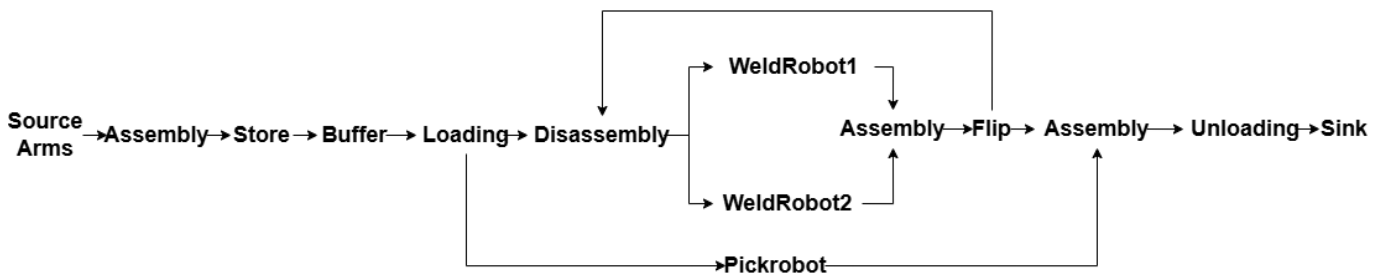 WeldRobot1
Source
Arms
Assembly
Store
Buffer
Loading
Disassembly
Assembly
Flip
Assembly
Unloading
Sink
WeldRobot2
Pickrobot